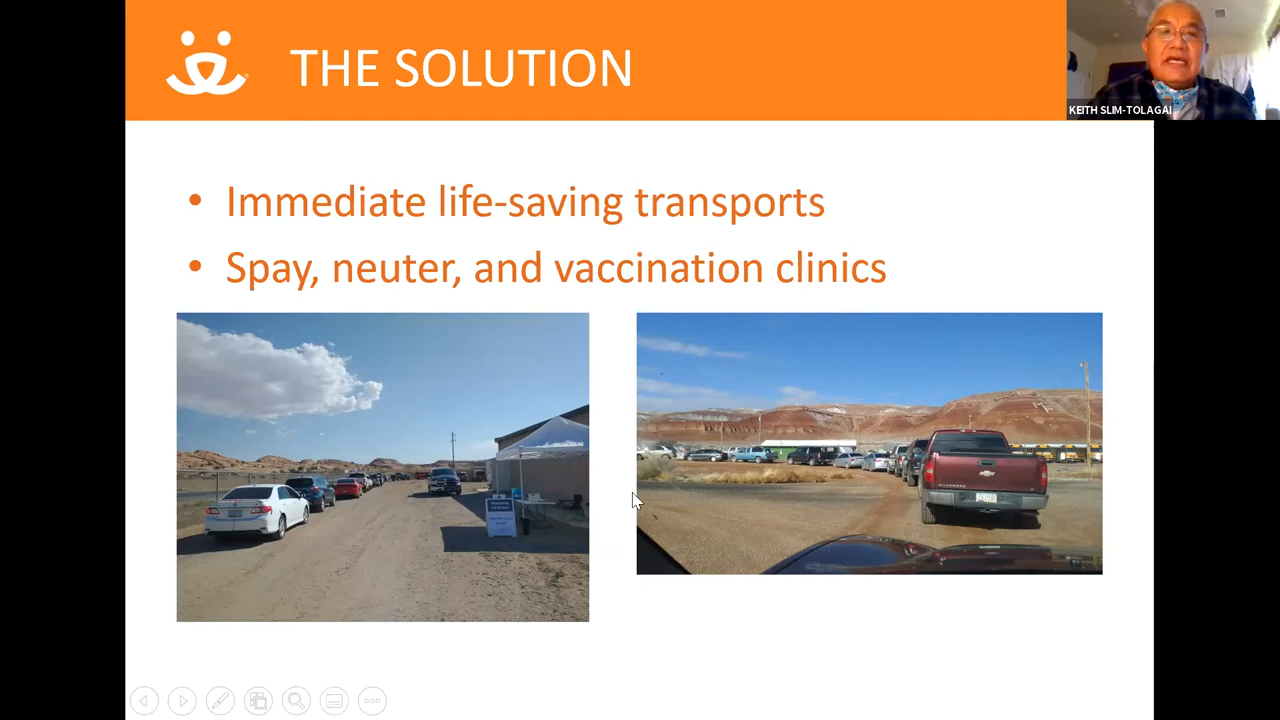 THE SOLUTION
KEITH SLIM-TOLAGAI
• Immediate life-saving transports
• Spay, neuter, and vaccination clinics